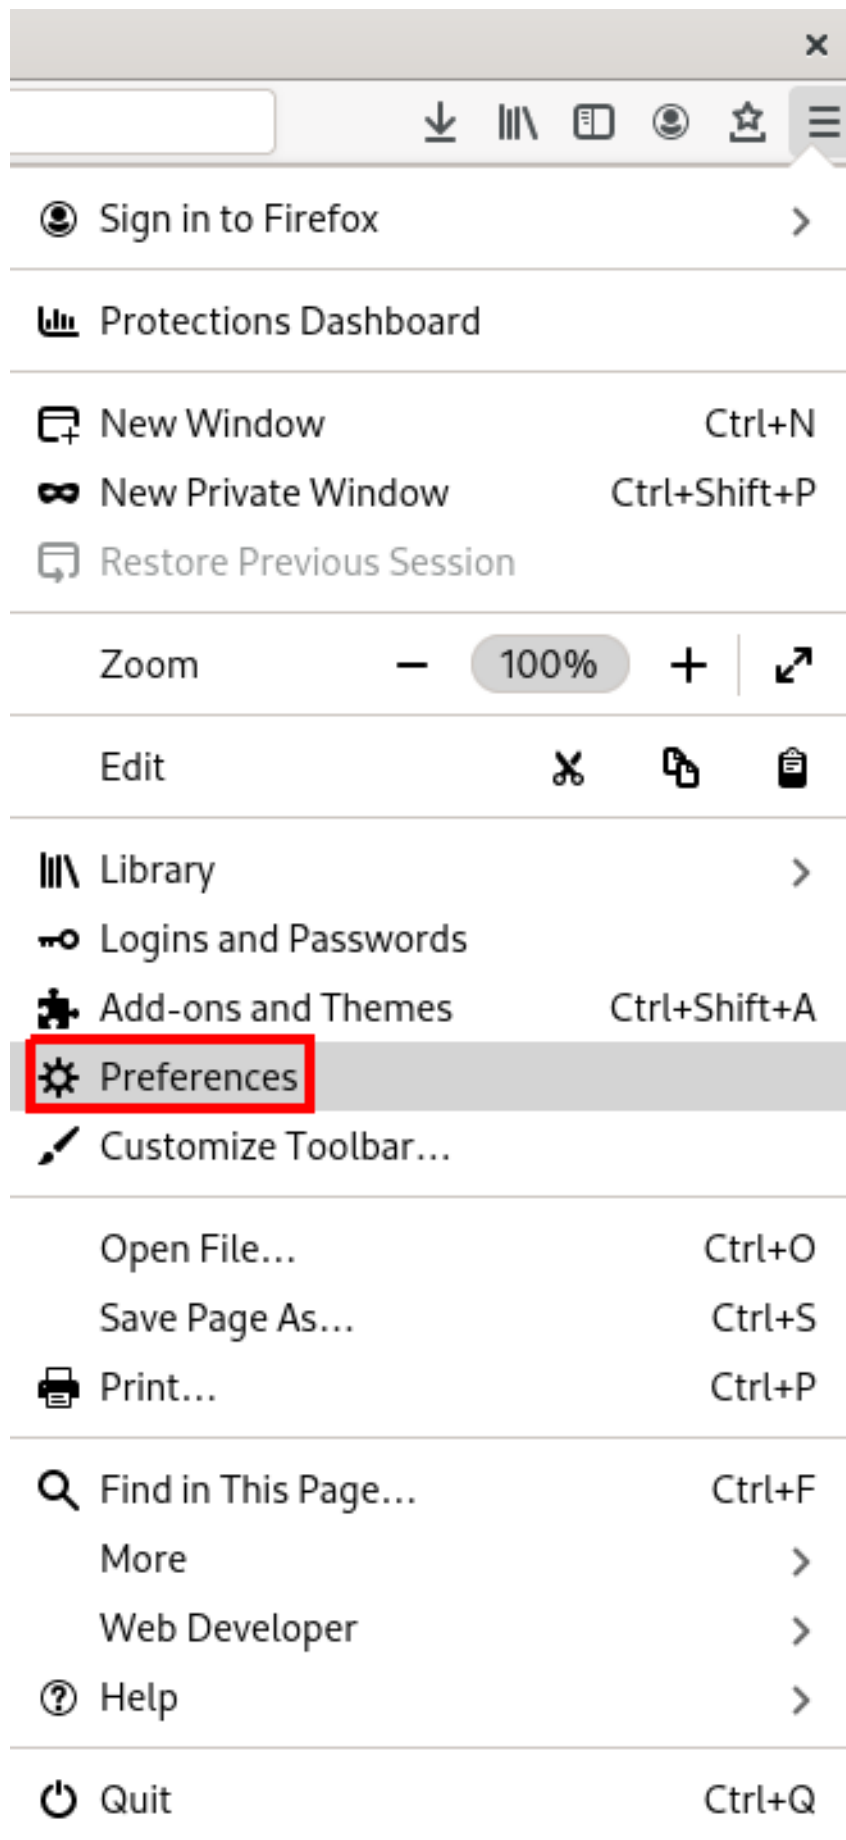 Sign in to Firefox
Protections Dashboard
New Window Ctrl+N
New Private Window Ctrl+Shift+P
Restore Previous Session
Zoom 100%
Edit
Library
Logins and Passwords
Add-ons and Themes Ctrl+Shift+A
Preferences
Customize Toolbar...
Open File... Ctrl+O
Save Page As... Ctrl+S
Print... Ctrl+P
Find in This Page... Ctrl+F
More
Web Developer
Help
Quit Ctrl+Q